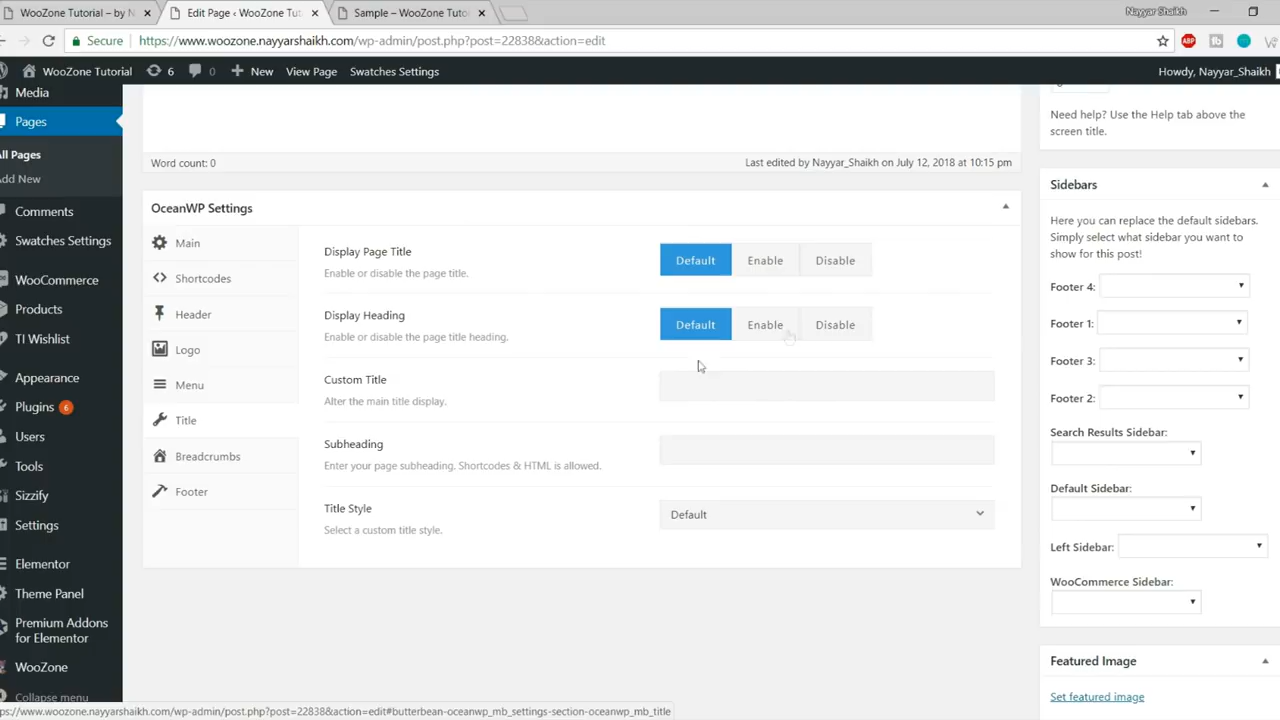 WooZone Tutorial – by N
Edit Page ‹ WooZone Tut
Sample – WooZone Tuto
Nayyar Shaikh
Secure
https://www.woozone.nayyarshaikh.com/wp-admin/post.php?post=22838&action=edit
ABP
WooZone Tutorial
6
0
New
View Page
Swatches Settings
Howdy, Nayyar_Shaikh
Media
Pages
All Pages
Add New
Comments
Swatches Settings
WooCommerce
Products
TI Wishlist
Appearance
Plugins 6
Users
Tools
Sizzify
Settings
Elementor
Theme Panel
Premium Addons
for Elementor
WooZone
Collapse menu
Word count: 0
Last edited by Nayyar_Shaikh on July 12, 2018 at 10:15 pm
OceanWP Settings
Main
Shortcodes
Header
Logo
Menu
Title
Breadcrumbs
Footer
Display Page Title
Enable or disable the page title.
Default Enable Disable
Display Heading
Enable or disable the page title heading.
Default Enable Disable
Custom Title
Alter the main title display.
Subheading
Enter your page subheading. Shortcodes & HTML is allowed.
Title Style
Select a custom title style.
Default
Need help? Use the Help tab above the
screen title.
Sidebars
Here you can replace the default sidebars.
Simply select what sidebar you want to
show for this post!
Footer 4:
Footer 1:
Footer 3:
Footer 2:
Search Results Sidebar:
Default Sidebar:
Left Sidebar:
WooCommerce Sidebar:
Featured Image
Set featured image
ps://www.woozone.nayyarshaikh.com/wp-admin/post.php?post=22838&action=edit#butterbean-oceanwp_mb_settings-section-oceanwp_mb_title